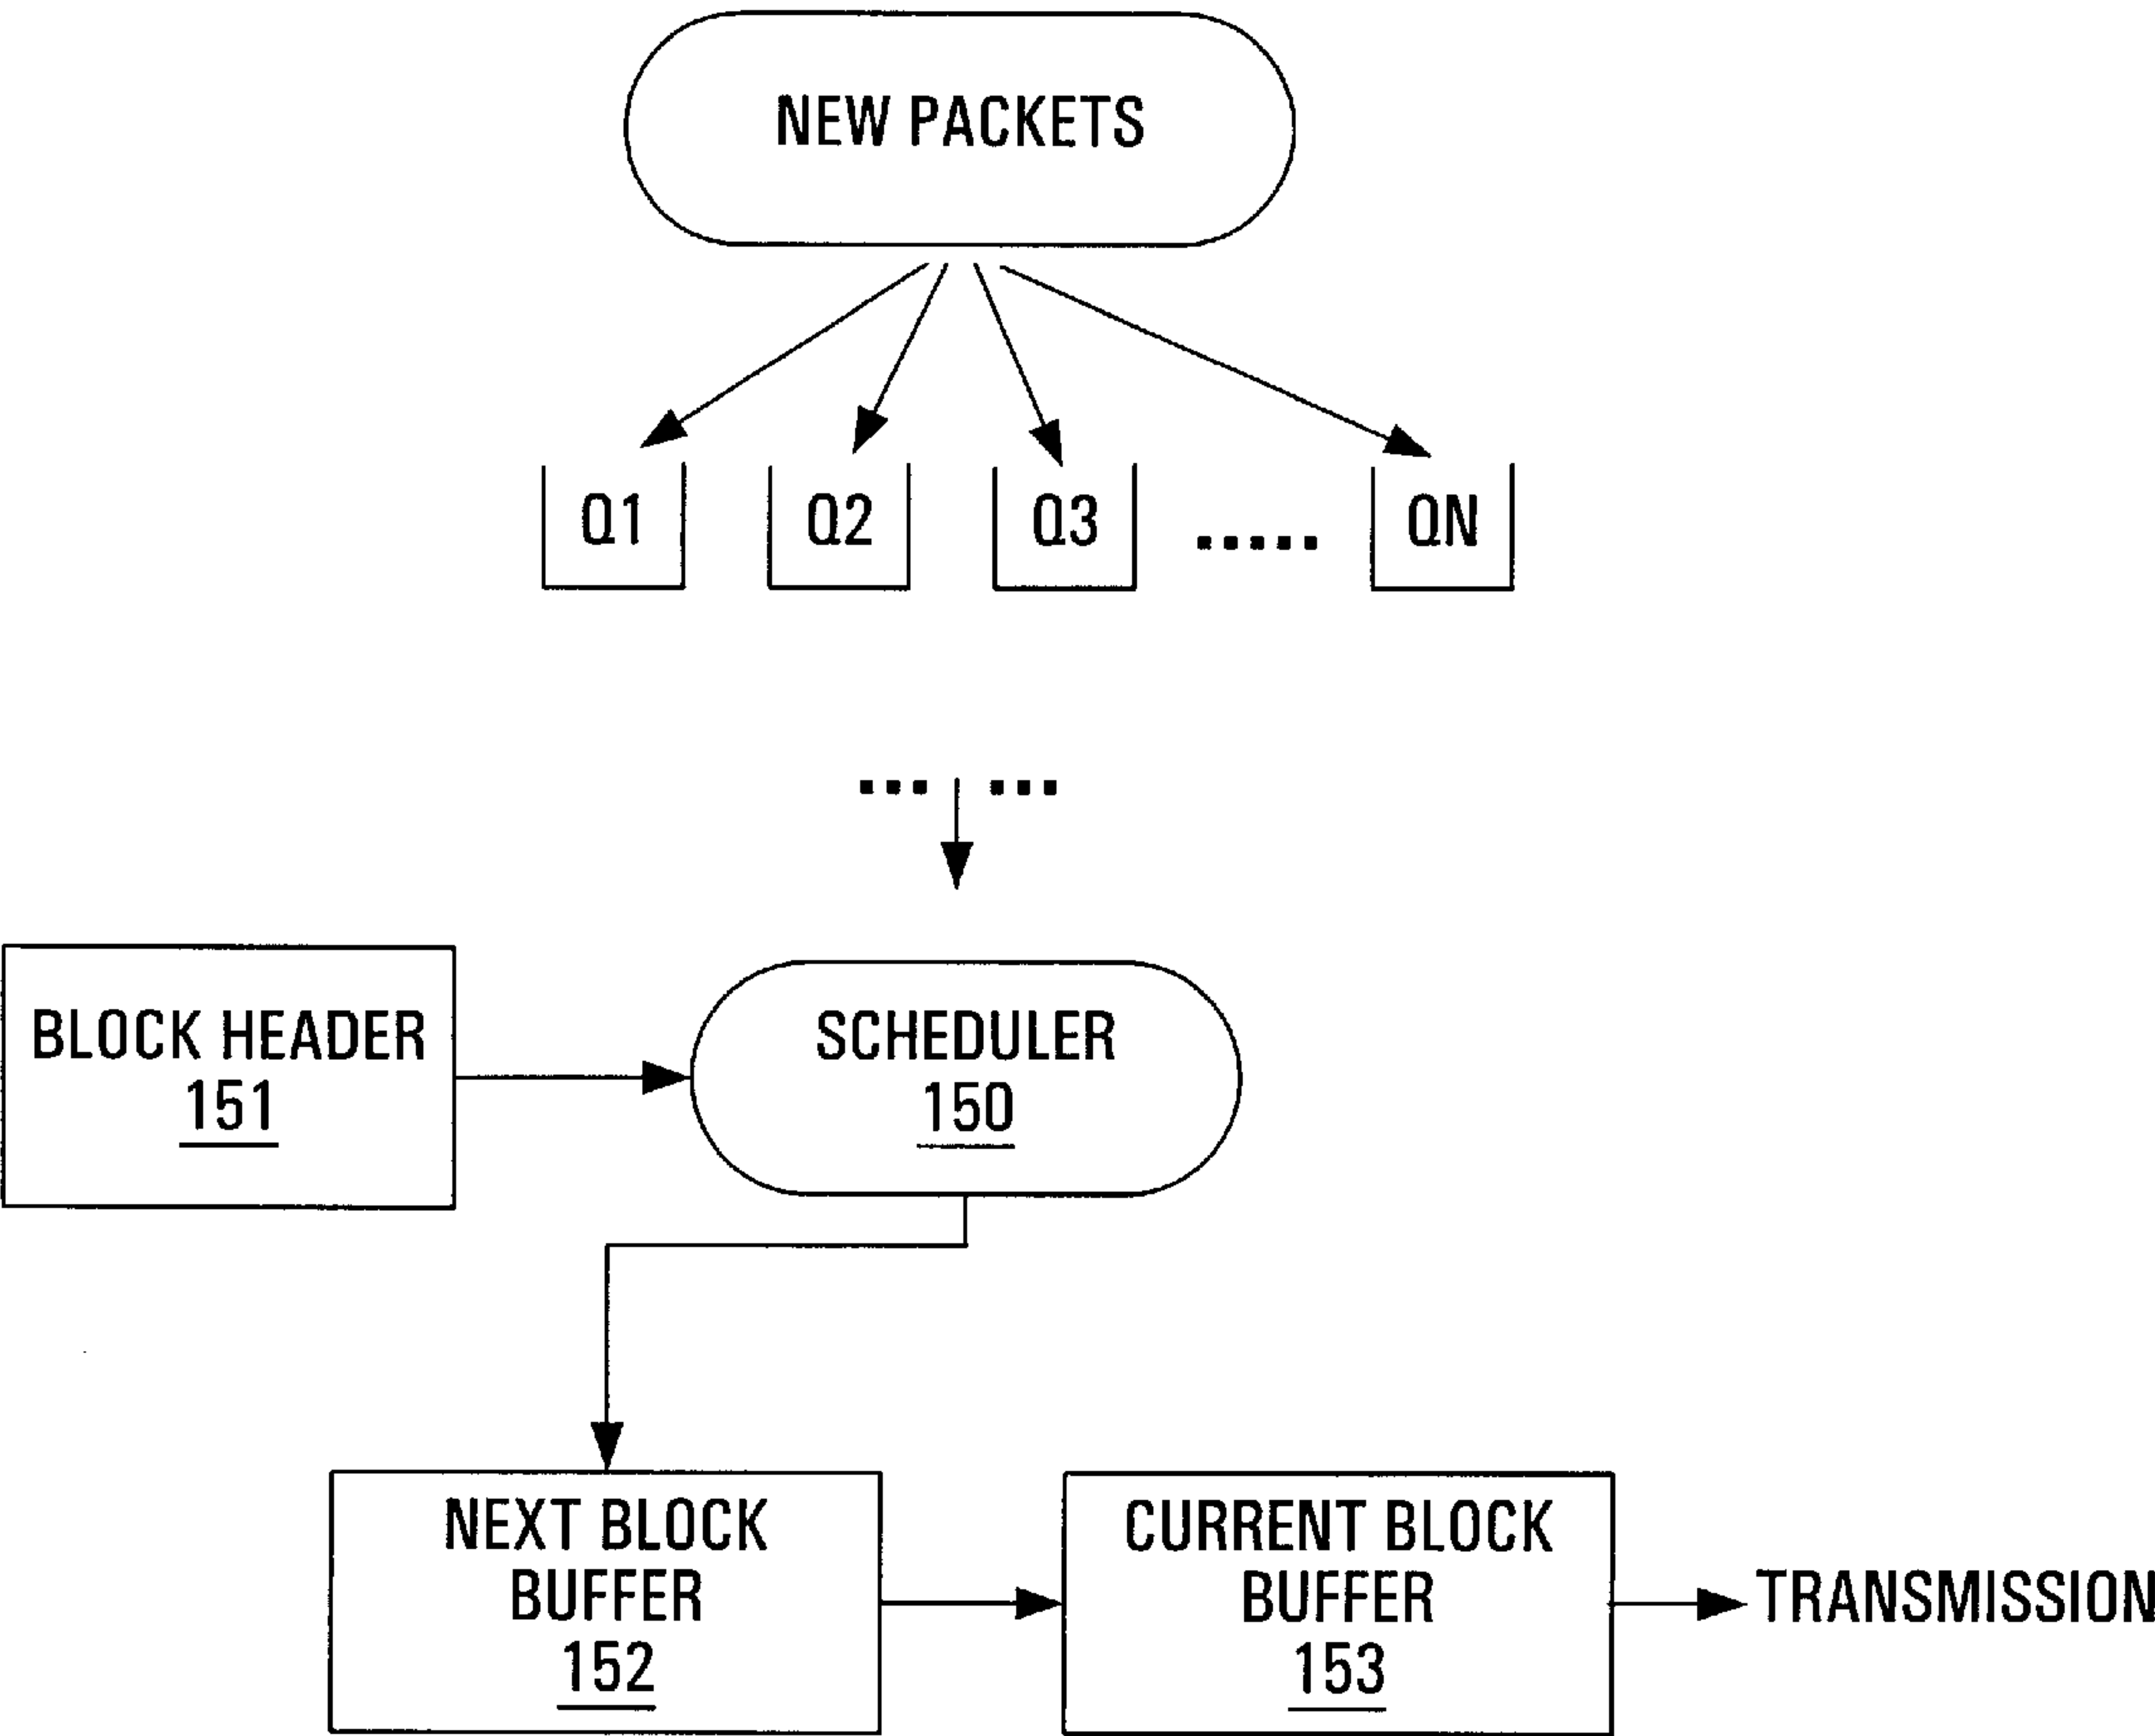 NEW PACKETS
Q1 Q2 Q3 ..... QN
... ...
BLOCK HEADER
151
SCHEDULER
150
NEXT BLOCK
BUFFER
152
CURRENT BLOCK
BUFFER
153
TRANSMISSION